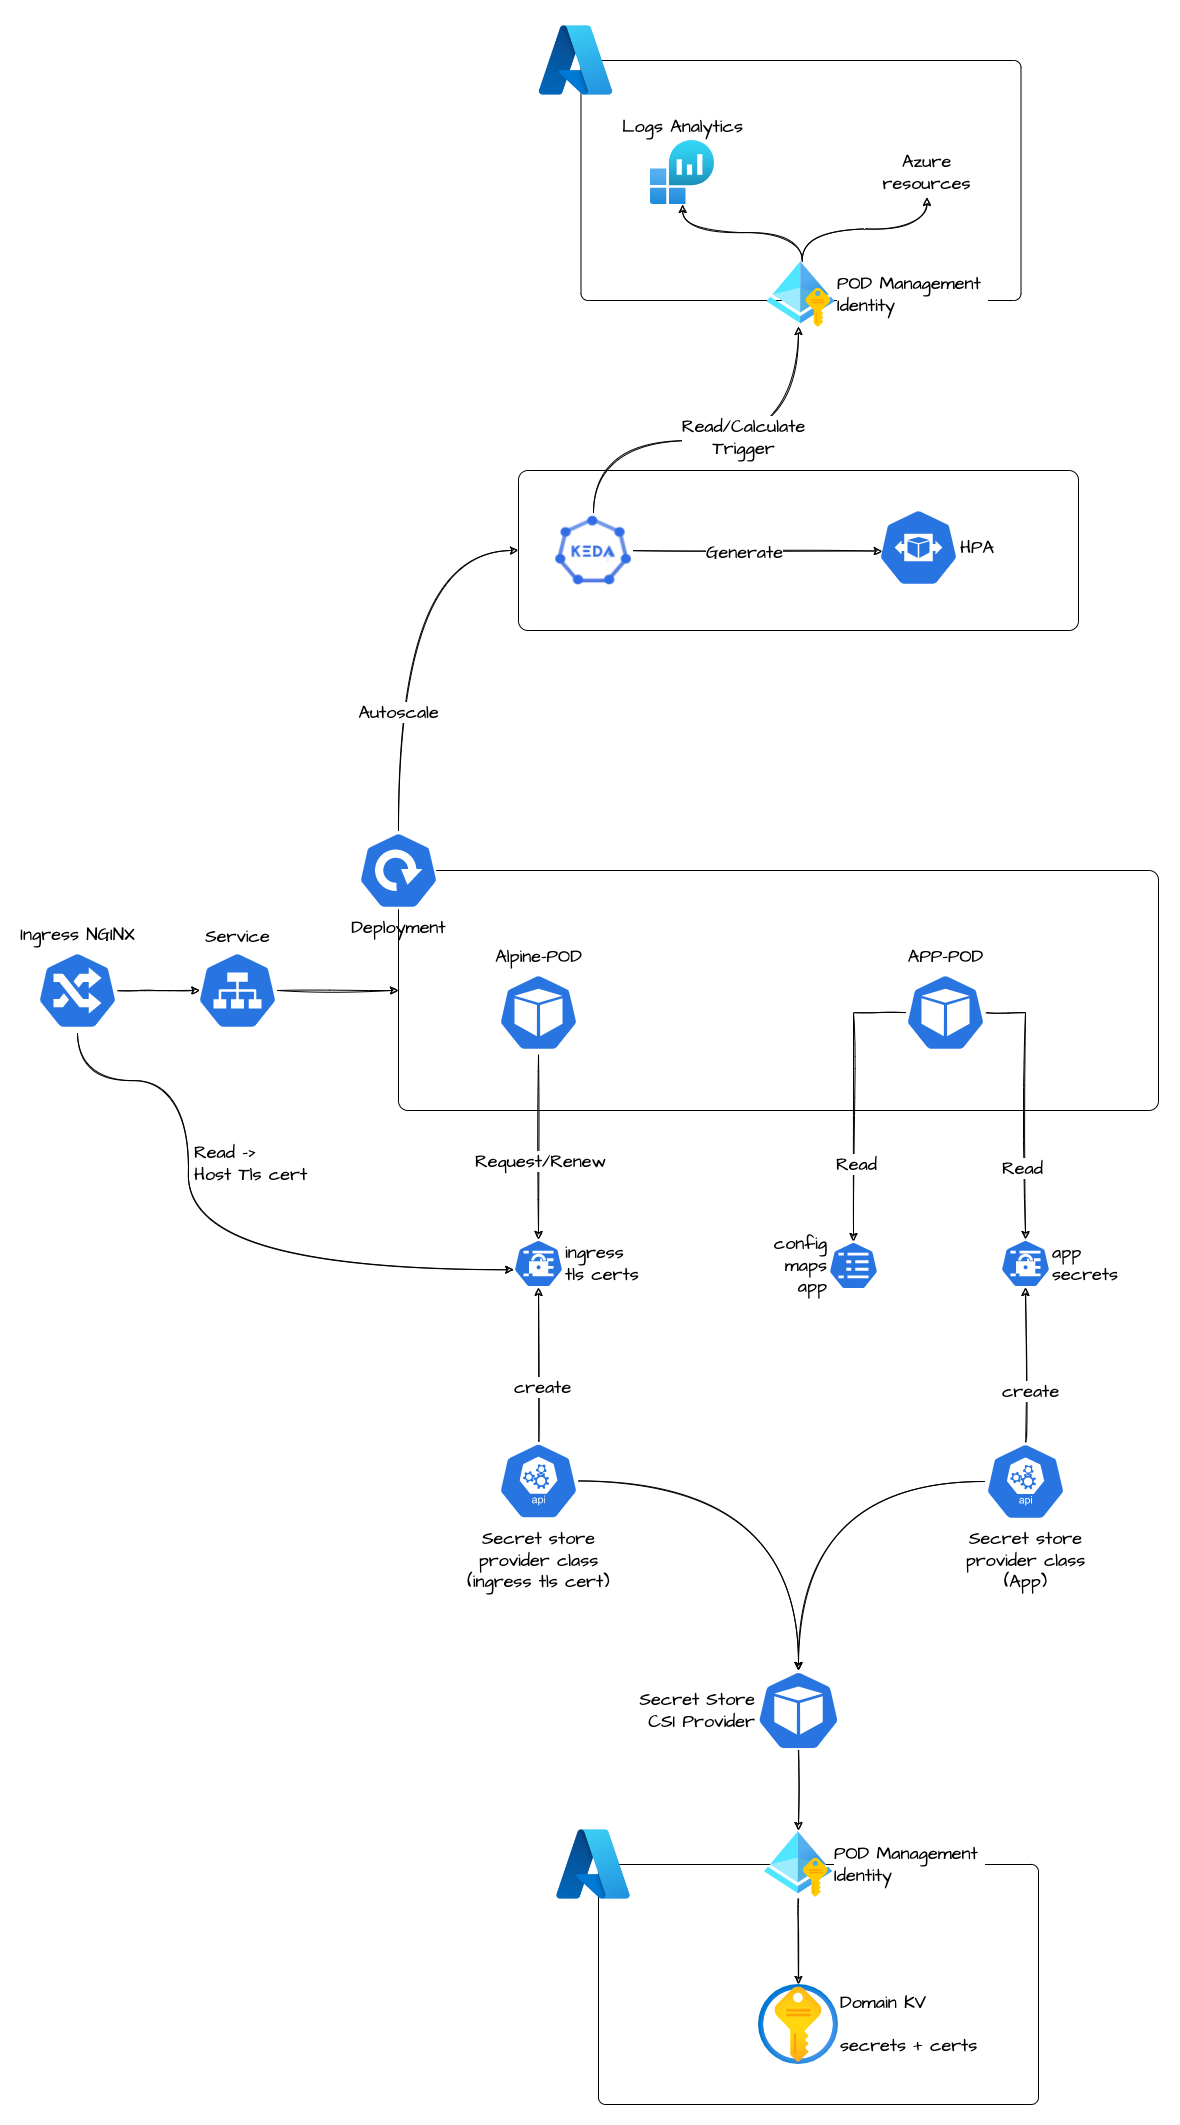 Logs Analytics
Azure
resources
POD Management
Identity
Read/Calculate
Trigger
KEDA
Generate
HPA
Autoscale
Deployment
Ingress NGINX
Service
Alpine-POD
APP-POD
Read ->
Host Tls cert
Request/Renew
Read
Read
ingress
tls certs
config
maps
app
app
secrets
create
create
api
api
Secret store
provider class
(ingress tls cert)
Secret store
provider class
(App)
Secret Store
CSI Provider
POD Management
Identity
Domain KV
secrets + certs